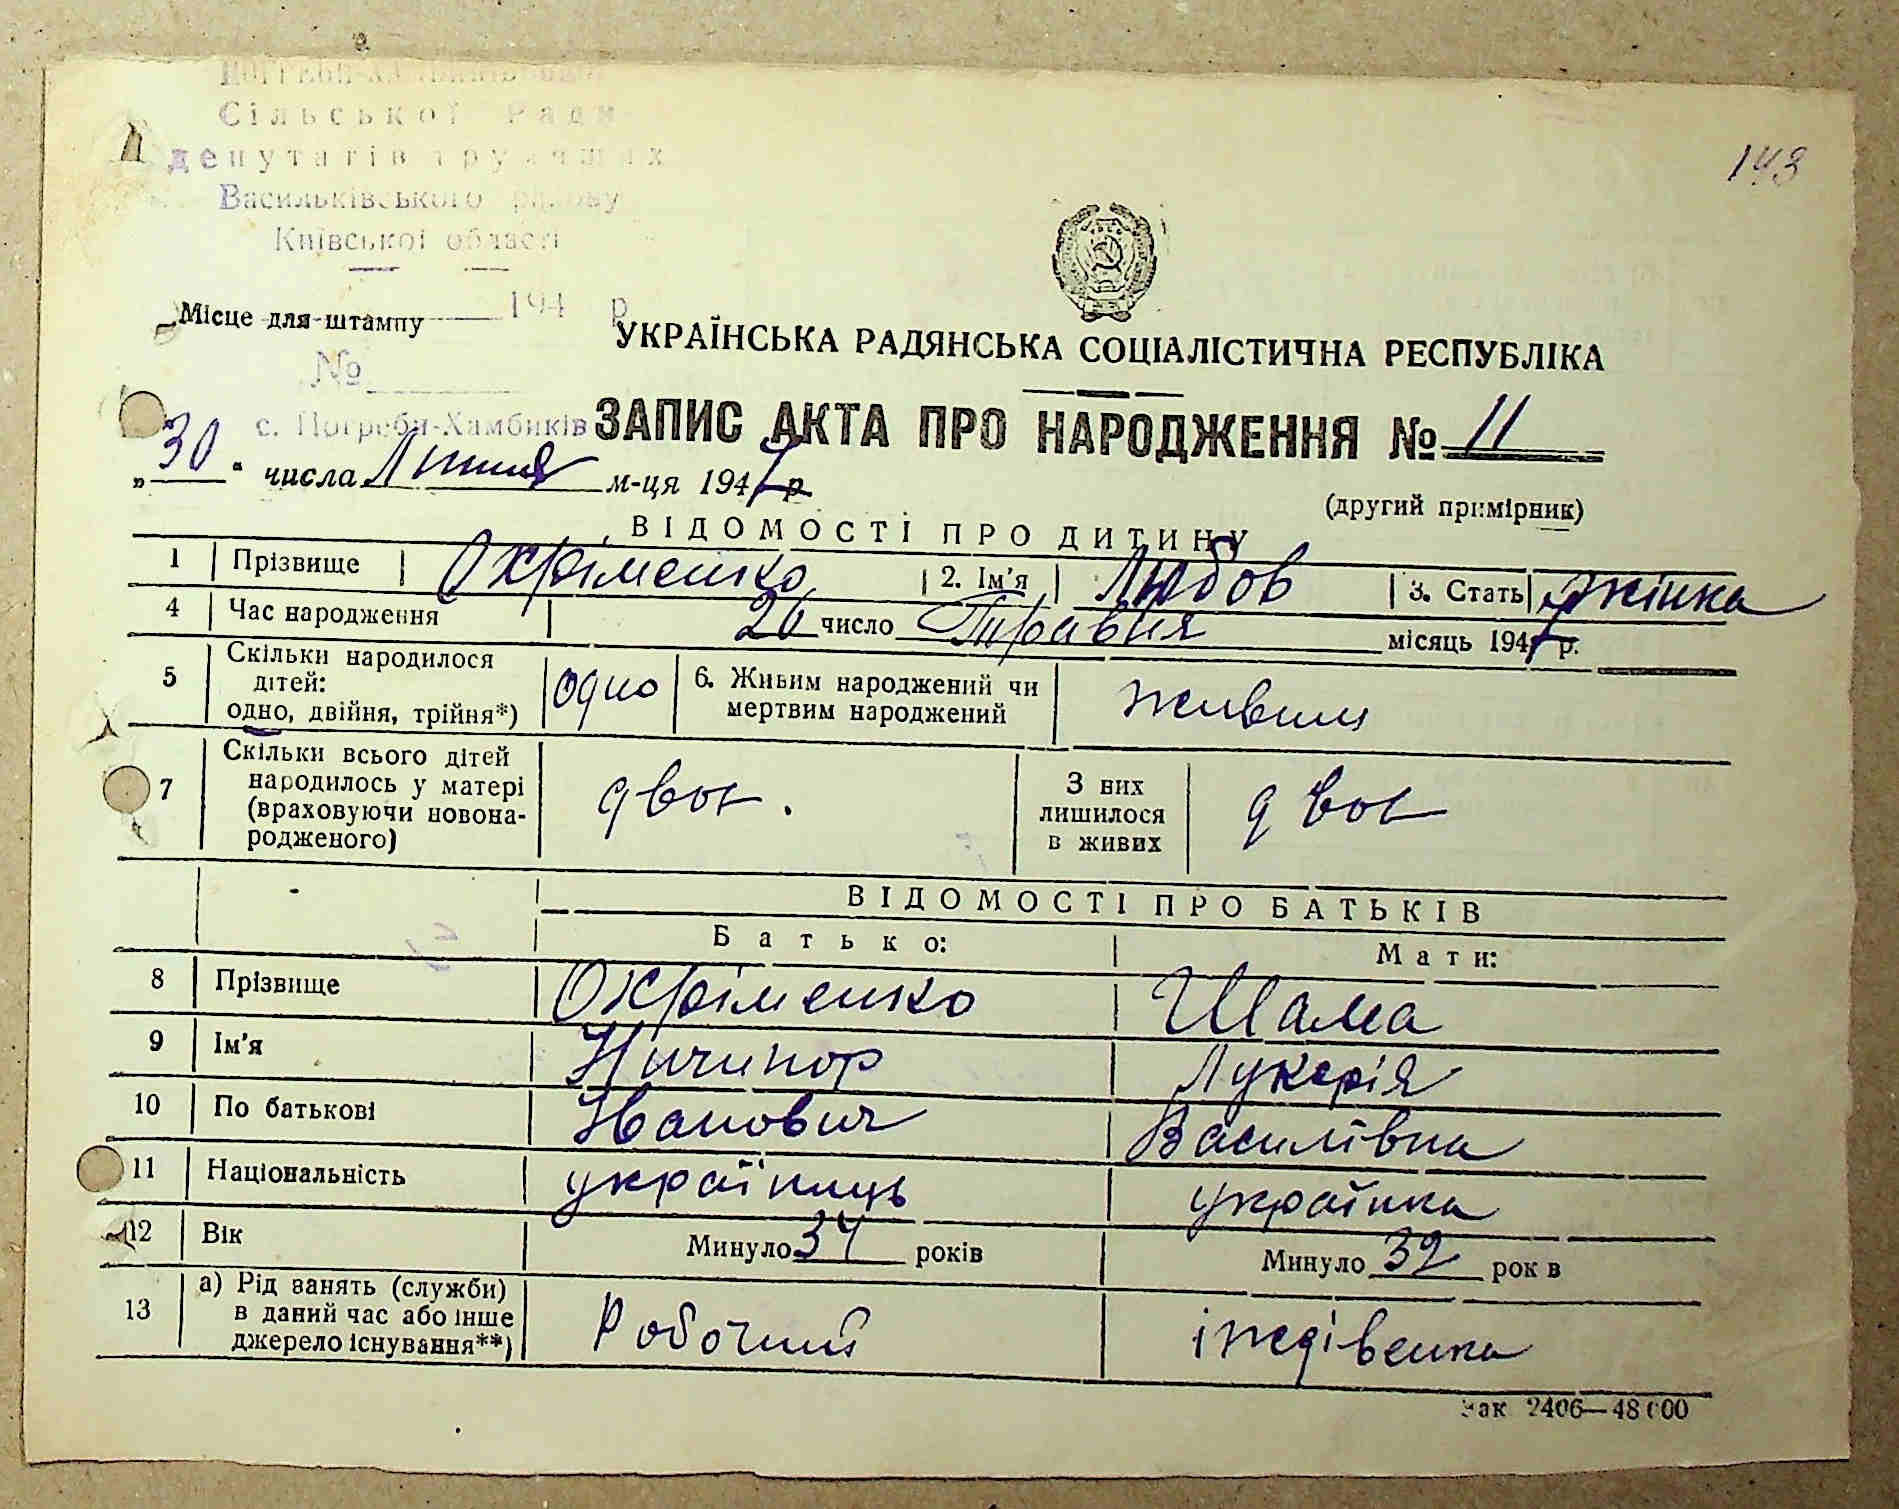 Сільської Ради
депутатів трудящих
Васильківського району
Київської області
143
Місце для штампу 194 р.
УКРАЇНСЬКА РАДЯНСЬКА СОЦІАЛІСТИЧНА РЕСПУБЛІКА
№
с. Погреби-Хамбиків
ЗАПИС АКТА ПРО НАРОДЖЕННЯ № 11
„30" числа Липня м-ця 1947 р.
(другий примірник)
ВІДОМОСТІ ПРО ДИТИНУ
1 Прізвище Охріменко 2. Ім'я Любов 3. Стать жінка
4 Час народження 26 число Травня місяць 1947 р.
5 Скільки народилося дітей: одно, двійня, трійня*) одно 6. Живим народжений чи мертвим народжений живим
7 Скільки всього дітей народилось у матері (враховуючи новонародженого) двоє. З них лишилося в живих двоє
ВІДОМОСТІ ПРО БАТЬКІВ
Батько: Мати:
8 Прізвище Охріменко Шама
9 Ім'я Ничипор Лукерія
10 По батькові Іванович Василівна
11 Національність україниць українка
12 Вік Минуло 34 років Минуло 32 рок в
13 а) Рід занять (служби) в даний час або інше джерело існування**) Робочий іждівенка
Зак 2406—48 000